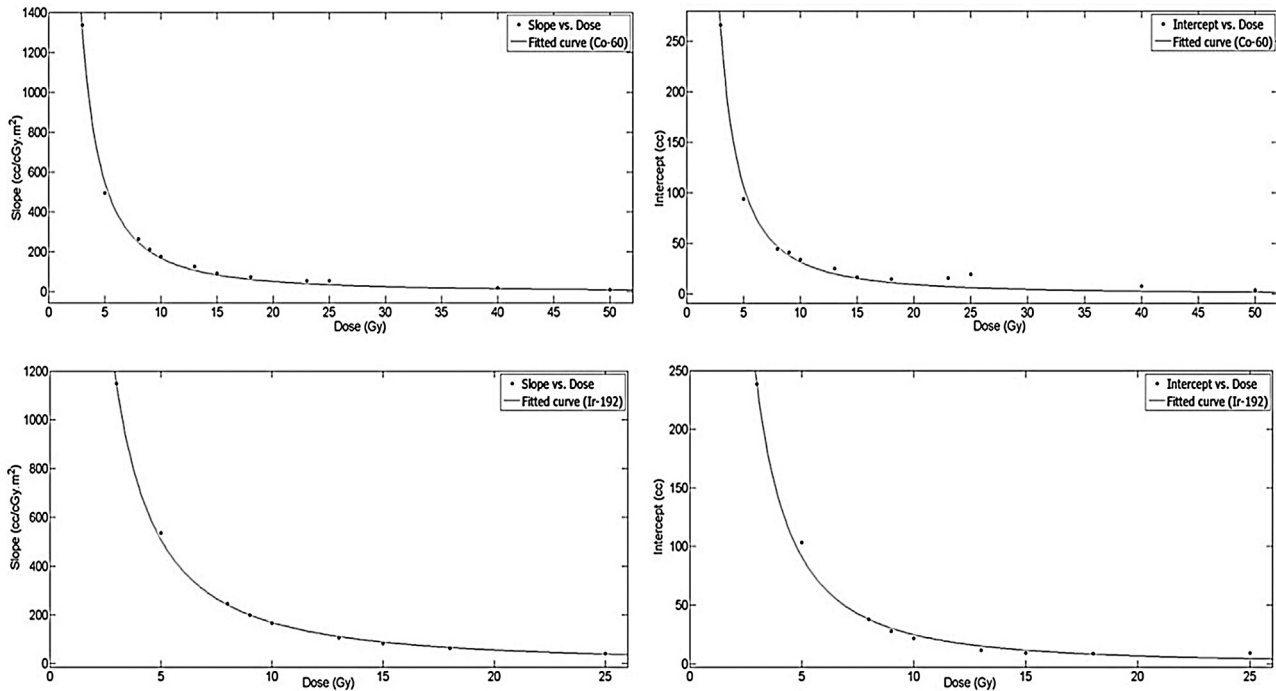 1400
1200
1000
800
600
400
200
0
Slope (cc/cGy.m²)
0 5 10 15 20 25 30 35 40 45 50
Dose (Gy)
Slope vs. Dose
Fitted curve (Co-60)
250
200
150
100
50
0
Intercept (cc)
0 5 10 15 20 25 30 35 40 45 50
Dose (Gy)
Intercept vs. Dose
Fitted curve (Co-60)
1200
1000
800
600
400
200
0
Slope (cc/cGy.m²)
0 5 10 15 20 25
Dose (Gy)
Slope vs. Dose
Fitted curve (Ir-192)
250
200
150
100
50
0
Intercept (cc)
0 5 10 15 20 25
Dose (Gy)
Intercept vs. Dose
Fitted curve (Ir-192)